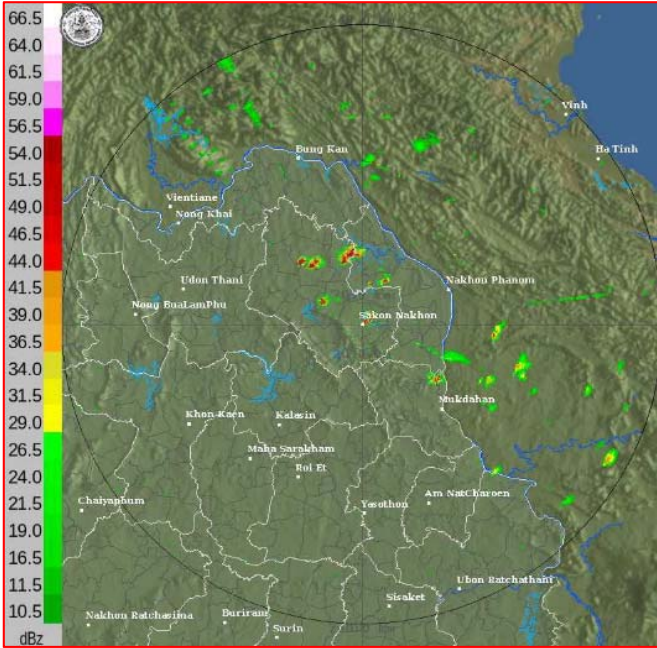 66.5
64.0
61.5
59.0
56.5
54.0
51.5
49.0
46.5
44.0
41.5
39.0
36.5
34.0
31.5
29.0
26.5
24.0
21.5
19.0
16.5
11.5
10.5
dBz
Vinh
Ha Tinh
Bung Kan
Vientiane
Nong Khai
Udon Thani
Nakhon Phanom
Nong BuaLamPhu
Sakon Nakhon
Mukdahan
Khon Kaen
Kalasin
Maha Sarakham
Roi Et
Chaiyaphum
Yasothon
Am NatCharoen
Ubon Ratchathani
Sisaket
Nakhon Ratchasiima
Buriram
Surin